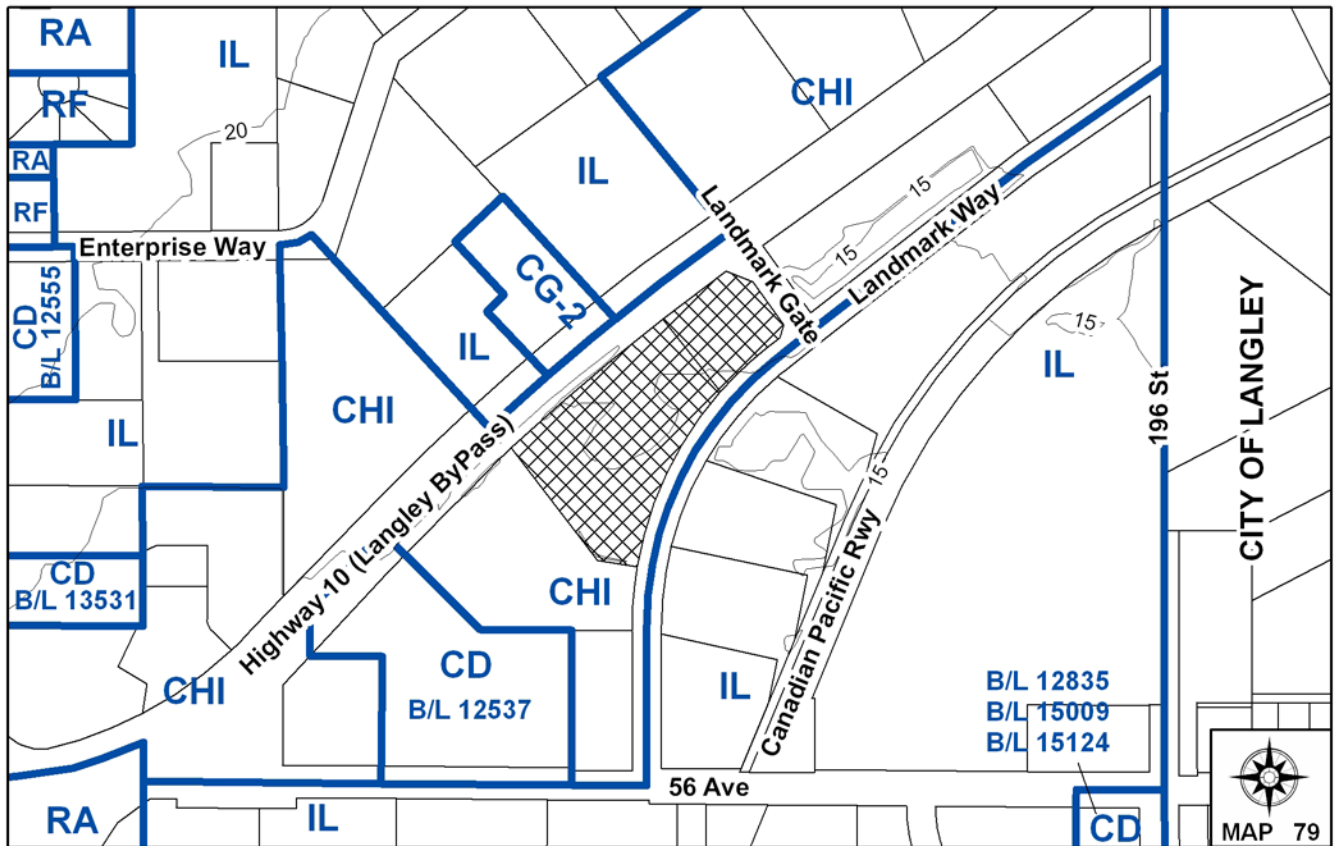 RA
IL
CHI
RF
20
IL
15
RA
RF
Landmark Gate
Landmark Way
15
Enterprise Way
CG-2
CD
B/L 12555
15
IL
IL
CHI
196 St
CITY OF LANGLEY
IL
Highway 10 (Langley ByPass)
15
Canadian Pacific Rwy
CD
B/L 13531
CHI
CD
B/L 12537
CHI
IL
B/L 12835
B/L 15009
B/L 15124
56 Ave
RA
IL
CD
MAP 79